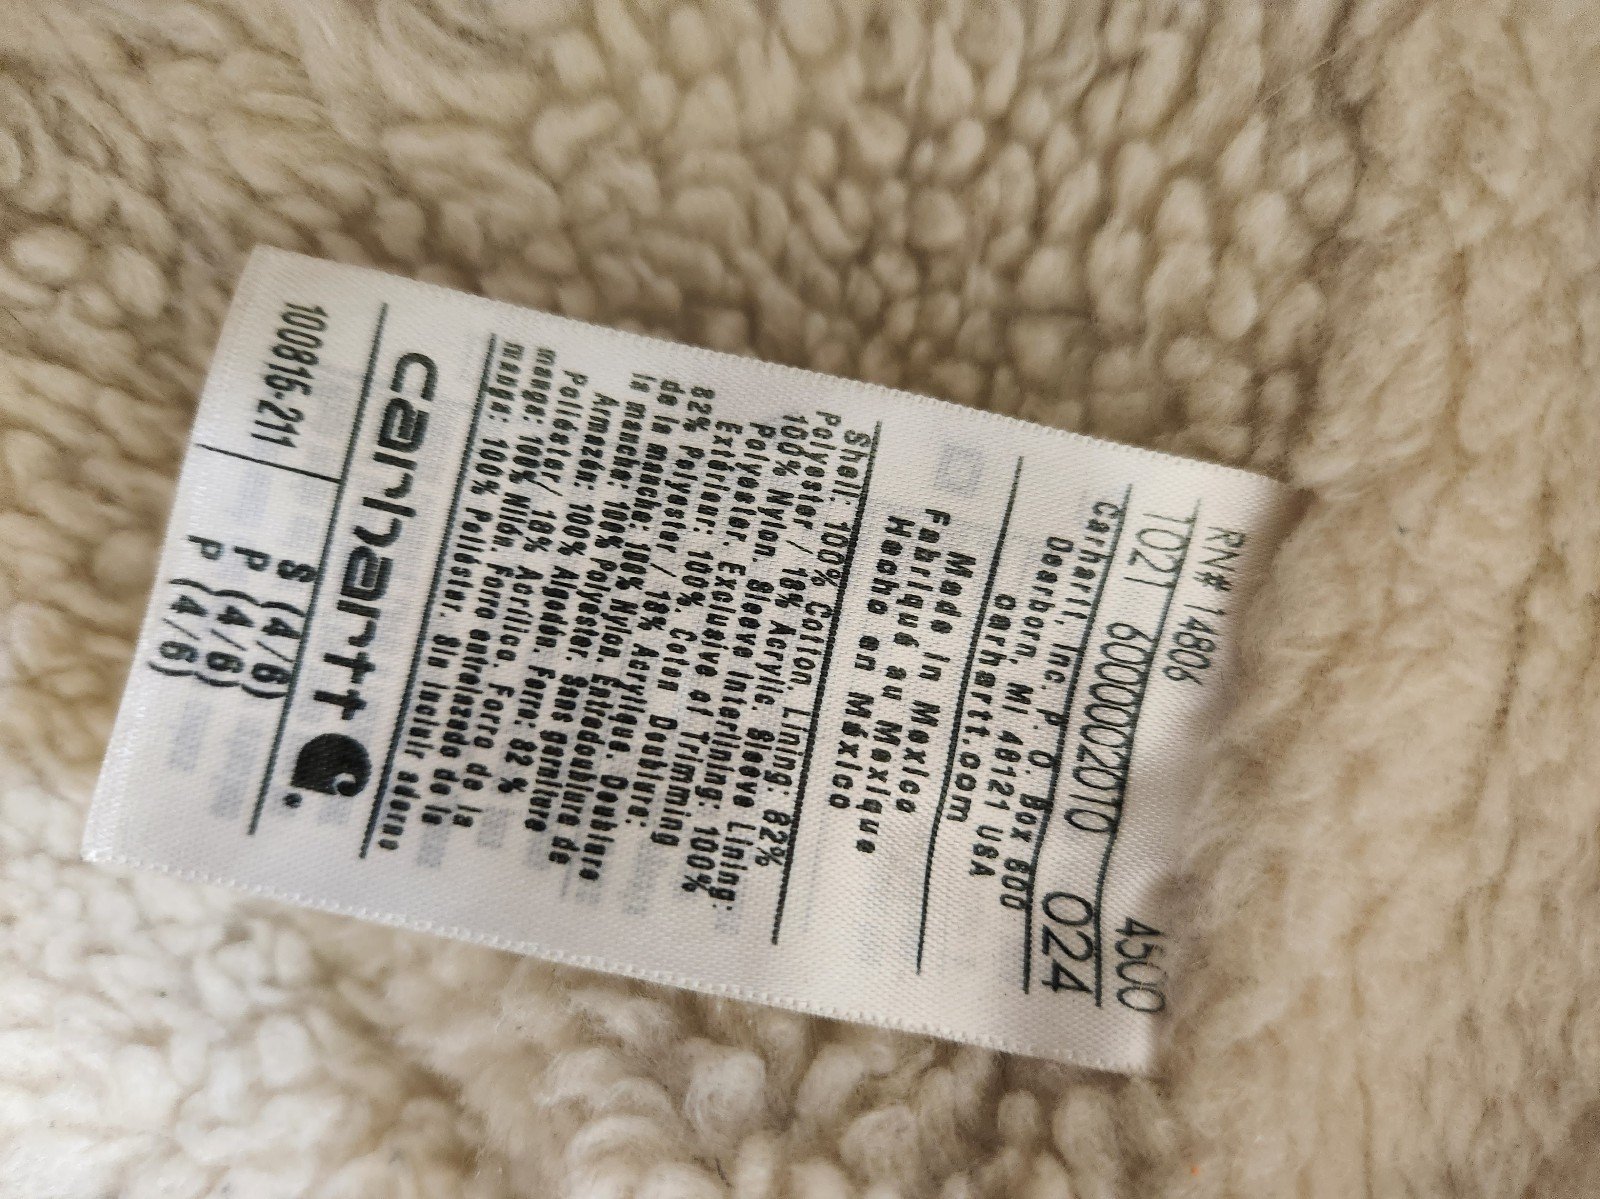 RN# 14806 4500
T021 6000020T0 024
Carhartt, Inc. P. O. Box 600
Dearborn, MI 48121 USA
carhartt.com
Made in Mexico
Fabriqué au Mexique
Hecho en México
Shell: 100% Cotton. Lining: 82%
Polyester / 18% Acrylic. Sleeve Lining:
100% Nylon. Sleeve Interlining: 100%
Polyester. Exclusive of Trimming
Extérieur: 100% Coton Doublure:
82% Polyester / 18% Acrylique. Doublure
de la manche: 100% Nylon. Entredoublure de
la manche: 100% Polyester. Sans garniture
Armazón: 100% Algodón. Forro: 82 %
Poliéster/ 18% Acrílico. Forro de la
manga: 100% Nilón. Forro entrelazado de la
manga: 100% Poliéster. Sin incluir adorno
carhartt
100816-211
S (4/6)
P (4/6)
P (4/6)